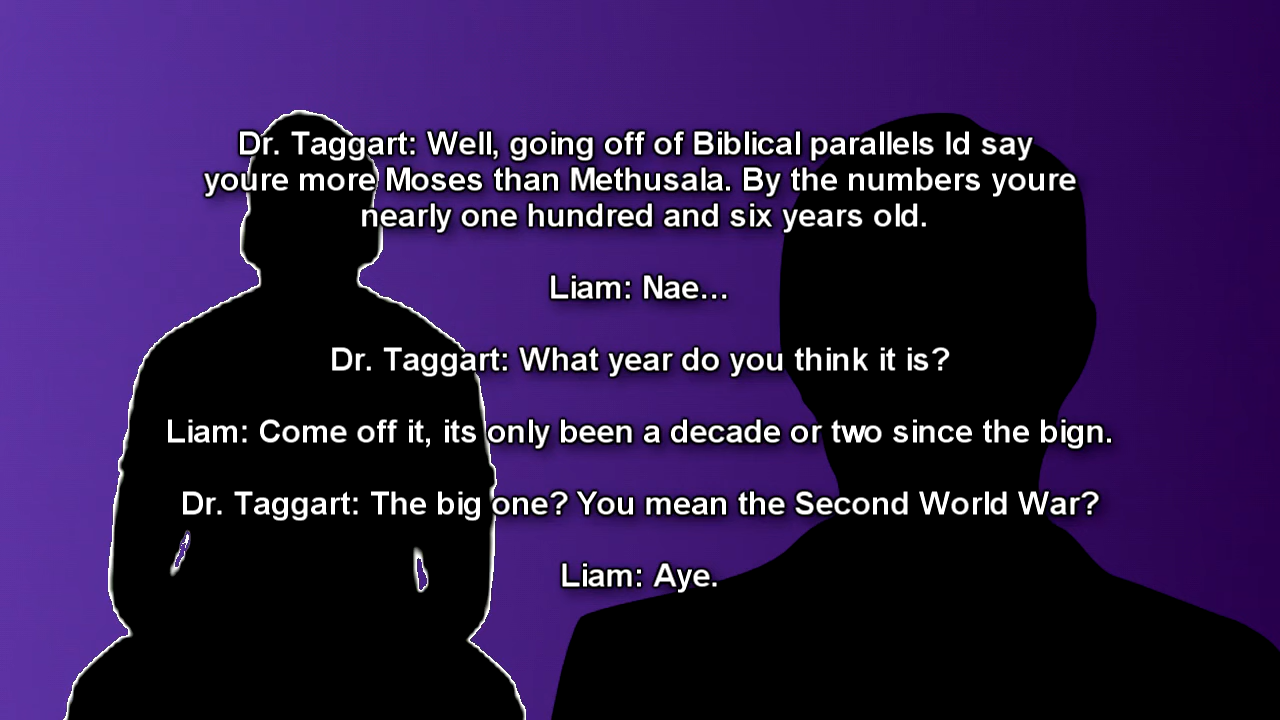 Dr. Taggart: Well, going off of Biblical parallels Id say
youre more Moses than Methusala. By the numbers youre
nearly one hundred and six years old.
Liam: Nae...
Dr. Taggart: What year do you think it is?
Liam: Come off it, its only been a decade or two since the bign.
Dr. Taggart: The big one? You mean the Second World War?
Liam: Aye.